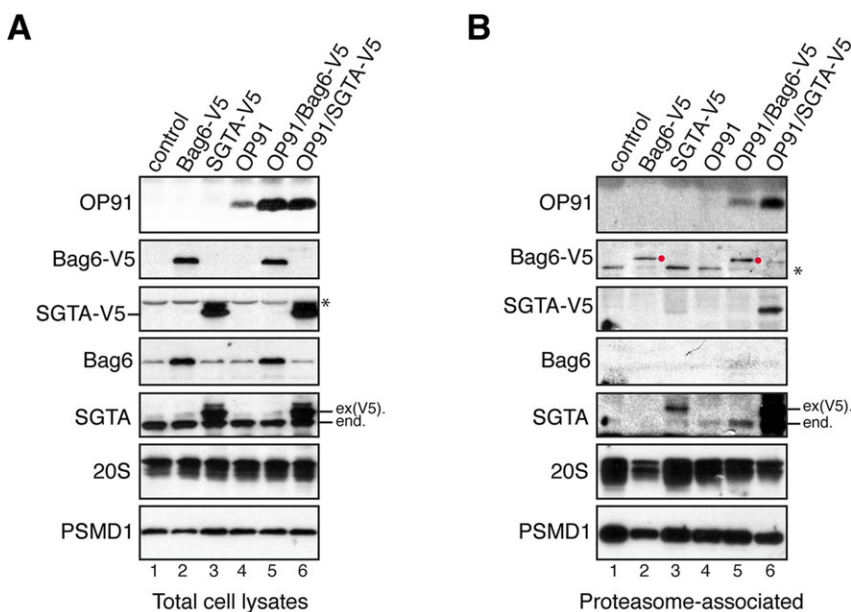 A
control
Bag6-V5
SGTA-V5
OP91
OP91/Bag6-V5
OP91/SGTA-V5
OP91
Bag6-V5
SGTA-V5
*
Bag6
SGTA
ex(V5).
end.
20S
PSMD1
1 2 3 4 5 6
Total cell lysates
B
control
Bag6-V5
SGTA-V5
OP91
OP91/Bag6-V5
OP91/SGTA-V5
OP91
Bag6-V5
*
SGTA-V5
Bag6
SGTA
ex(V5).
end.
20S
PSMD1
1 2 3 4 5 6
Proteasome-associated